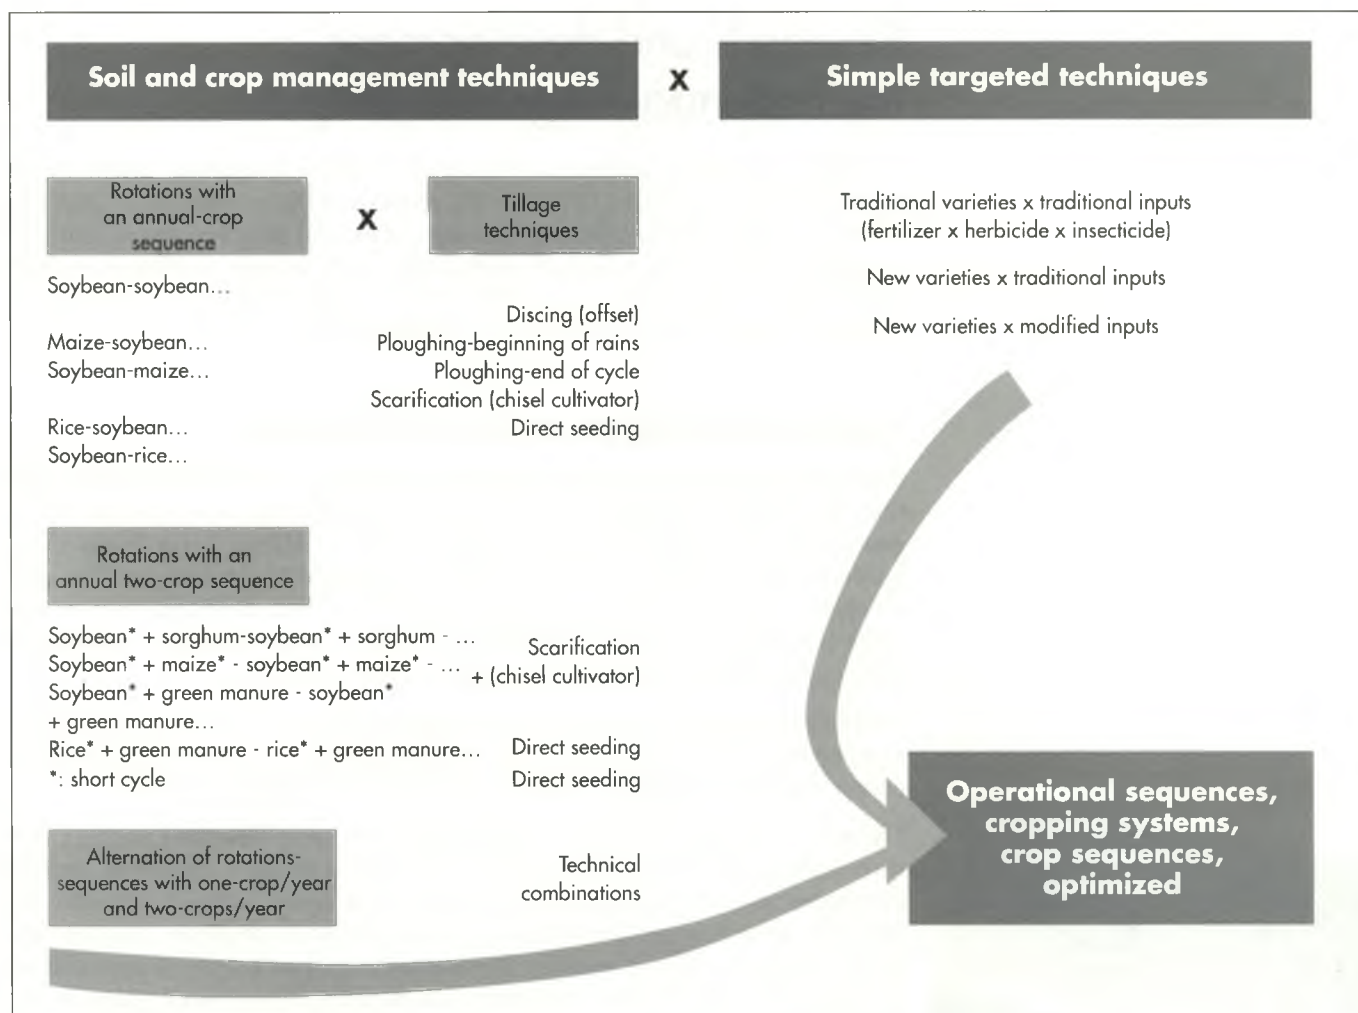 Soil and crop management techniques
x
Simple targeted techniques
Rotations with
an annual-crop
sequence
x
Tillage
techniques
Soybean-soybean...
Maize-soybean...
Soybean-maize...
Rice-soybean...
Soybean-rice...
Discing (offset)
Ploughing-beginning of rains
Ploughing-end of cycle
Scarification (chisel cultivator)
Direct seeding
Traditional varieties x traditional inputs
(fertilizer x herbicide x insecticide)
New varieties x traditional inputs
New varieties x modified inputs
Rotations with an
annual two-crop sequence
Soybean* + sorghum-soybean* + sorghum - ...
Soybean* + maize* - soybean* + maize* - ...
Soybean* + green manure - soybean*
+ green manure...
Rice* + green manure - rice* + green manure...
*: short cycle
Scarification
+ (chisel cultivator)
Direct seeding
Direct seeding
Alternation of rotations-
sequences with one-crop/year
and two-crops/year
Technical
combinations
Operational sequences,
cropping systems,
crop sequences,
optimized